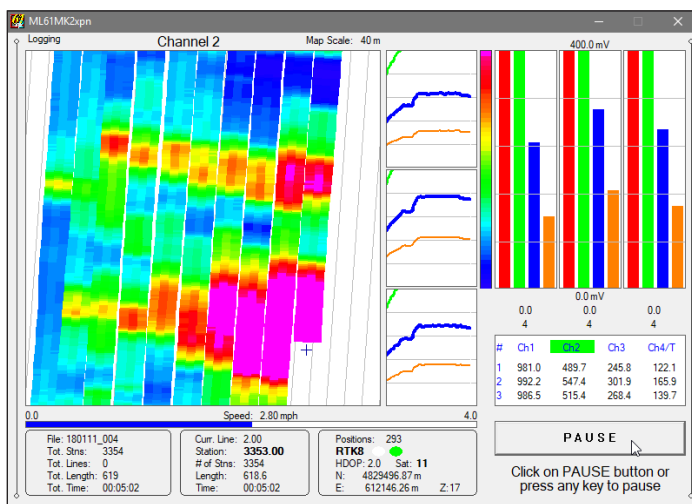 ML61MK2xpn
Logging Channel 2 Map Scale: 40 m
400.0 mV
0.0 mV
0.0 0.0 0.0
4 4 4
# Ch1 Ch2 Ch3 Ch4/T
1 981.0 489.7 245.8 122.1
2 992.2 547.4 301.9 165.9
3 986.5 515.4 268.4 139.7
0.0 Speed: 2.80 mph 4.0
File: 180111_004
Tot. Stns: 3354
Tot. Lines: 0
Tot. Length: 619
Tot. Time: 00:05:02
Curr. Line: 2.00
Station: 3353.00
# of Stns: 3354
Length: 618.6
Time: 00:05:02
Positions: 293
RTK8
HDOP: 2.0 Sat: 11
N: 4829496.87 m
E: 612146.26 m Z:17
PAUSE
Click on PAUSE button or
press any key to pause